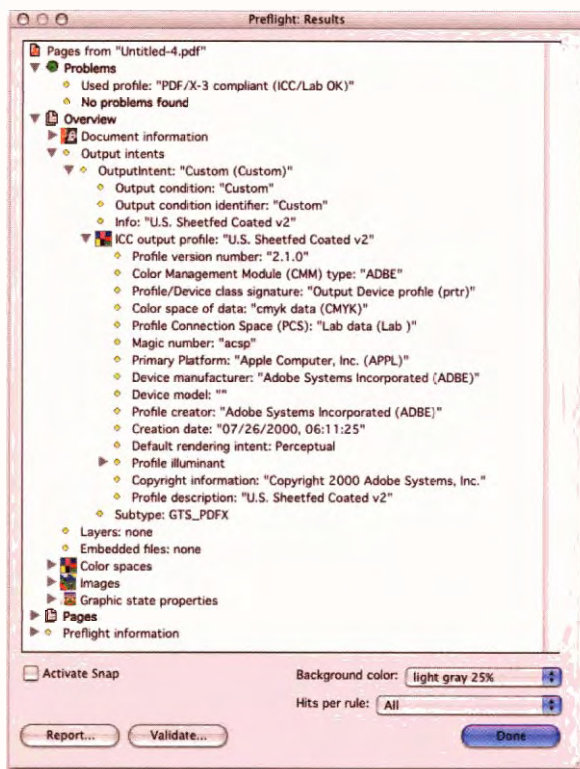 Preflight: Results
Pages from "Untitled-4.pdf"
Problems
Used profile: "PDF/X-3 compliant (ICC/Lab OK)"
No problems found
Overview
Document information
Output intents
OutputIntent: "Custom (Custom)"
Output condition: "Custom"
Output condition identifier: "Custom"
Info: "U.S. Sheetfed Coated v2"
ICC output profile: "U.S. Sheetfed Coated v2"
Profile version number: "2.1.0"
Color Management Module (CMM) type: "ADBE"
Profile/Device class signature: "Output Device profile (prtr)"
Color space of data: "cmyk data (CMYK)"
Profile Connection Space (PCS): "Lab data (Lab )"
Magic number: "acsp"
Primary Platform: "Apple Computer, Inc. (APPL)"
Device manufacturer: "Adobe Systems Incorporated (ADBE)"
Device model: ""
Profile creator: "Adobe Systems Incorporated (ADBE)"
Creation date: "07/26/2000, 06:11:25"
Default rendering intent: Perceptual
Profile illuminant
Copyright information: "Copyright 2000 Adobe Systems, Inc."
Profile description: "U.S. Sheetfed Coated v2"
Subtype: GTS_PDFX
Layers: none
Embedded files: none
Color spaces
Images
Graphic state properties
Pages
Preflight information
Activate Snap
Background color: light gray 25%
Hits per rule: All
Report... Validate... Done